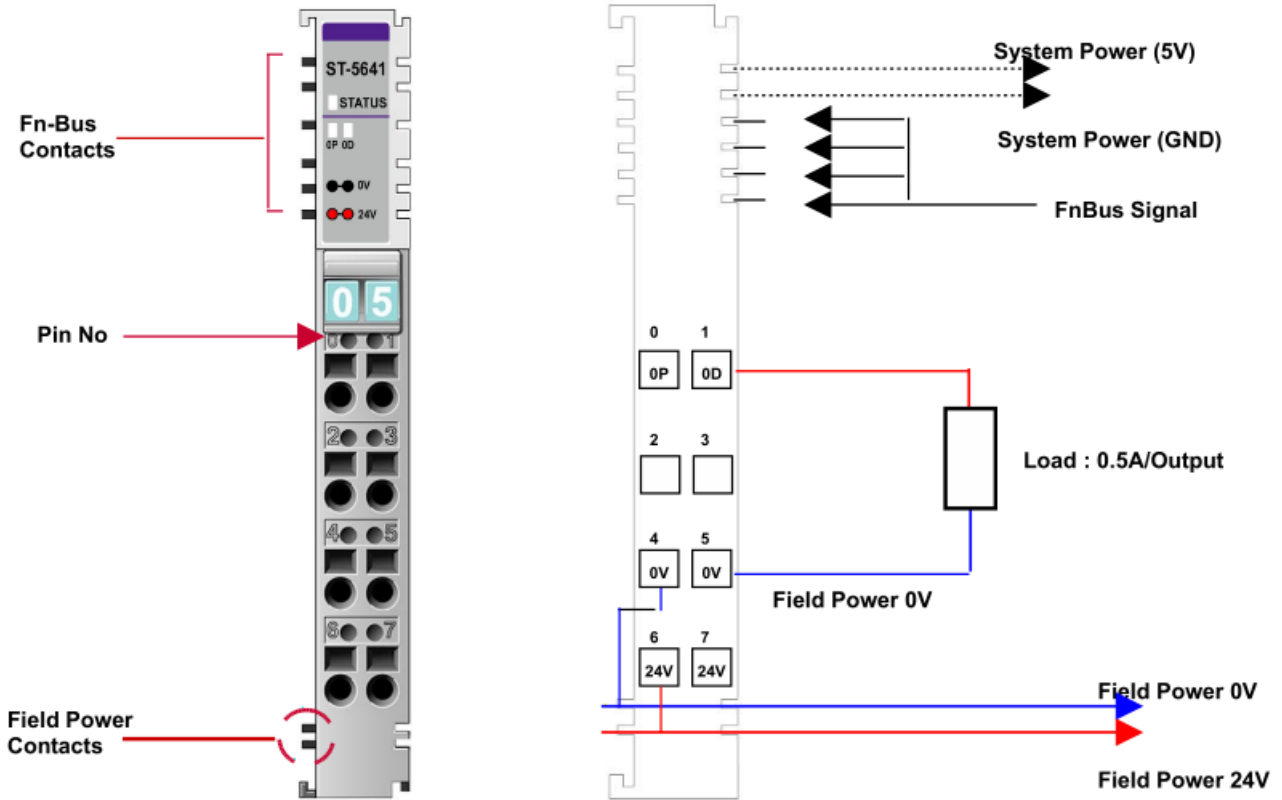 ST-5641
STATUS
0P 0D
0V
24V
Fn-Bus
Contacts
0 5
Pin No
0 1
2 3
4 5
6 7
Field Power
Contacts
System Power (5V)
System Power (GND)
FnBus Signal
0 1
0P 0D
2 3
Load : 0.5A/Output
4 5
0V 0V
Field Power 0V
6 7
24V 24V
Field Power 0V
Field Power 24V